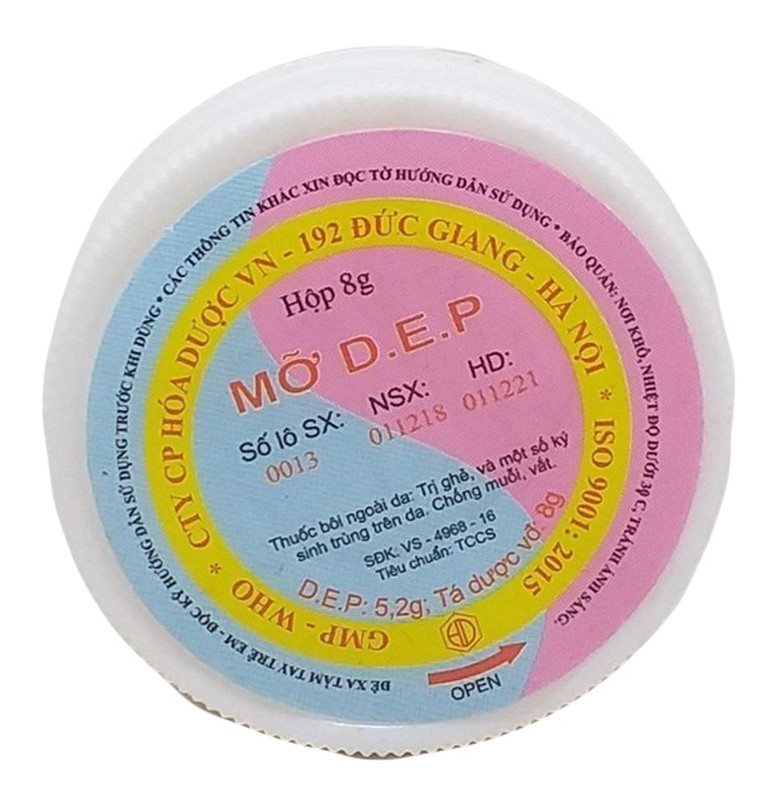 ĐỂ XA TẦM TAY TRẺ EM - ĐỌC KỸ HƯỚNG DẪN SỬ DỤNG TRƯỚC KHI DÙNG * CÁC THÔNG TIN KHÁC XIN ĐỌC TỜ HƯỚNG DẪN SỬ DỤNG * BẢO QUẢN: NƠI KHÔ, NHIỆT ĐỘ DƯỚI 30°C, TRÁNH ÁNH SÁNG.
GMP - WHO * CTY CP HÓA DƯỢC VN - 192 ĐỨC GIANG - HÀ NỘI * ISO 9001: 2015
Hộp 8g
MỠ D.E.P
Số lô SX: NSX: HD:
0013 011218 011221
Thuốc bôi ngoài da: Trị ghẻ, và một số ký
sinh trùng trên da. Chống muỗi, vắt.
SĐK: VS - 4968 - 16
Tiêu chuẩn: TCCS
D.E.P: 5,2g; Tá dược vđ: 8g
HD
OPEN